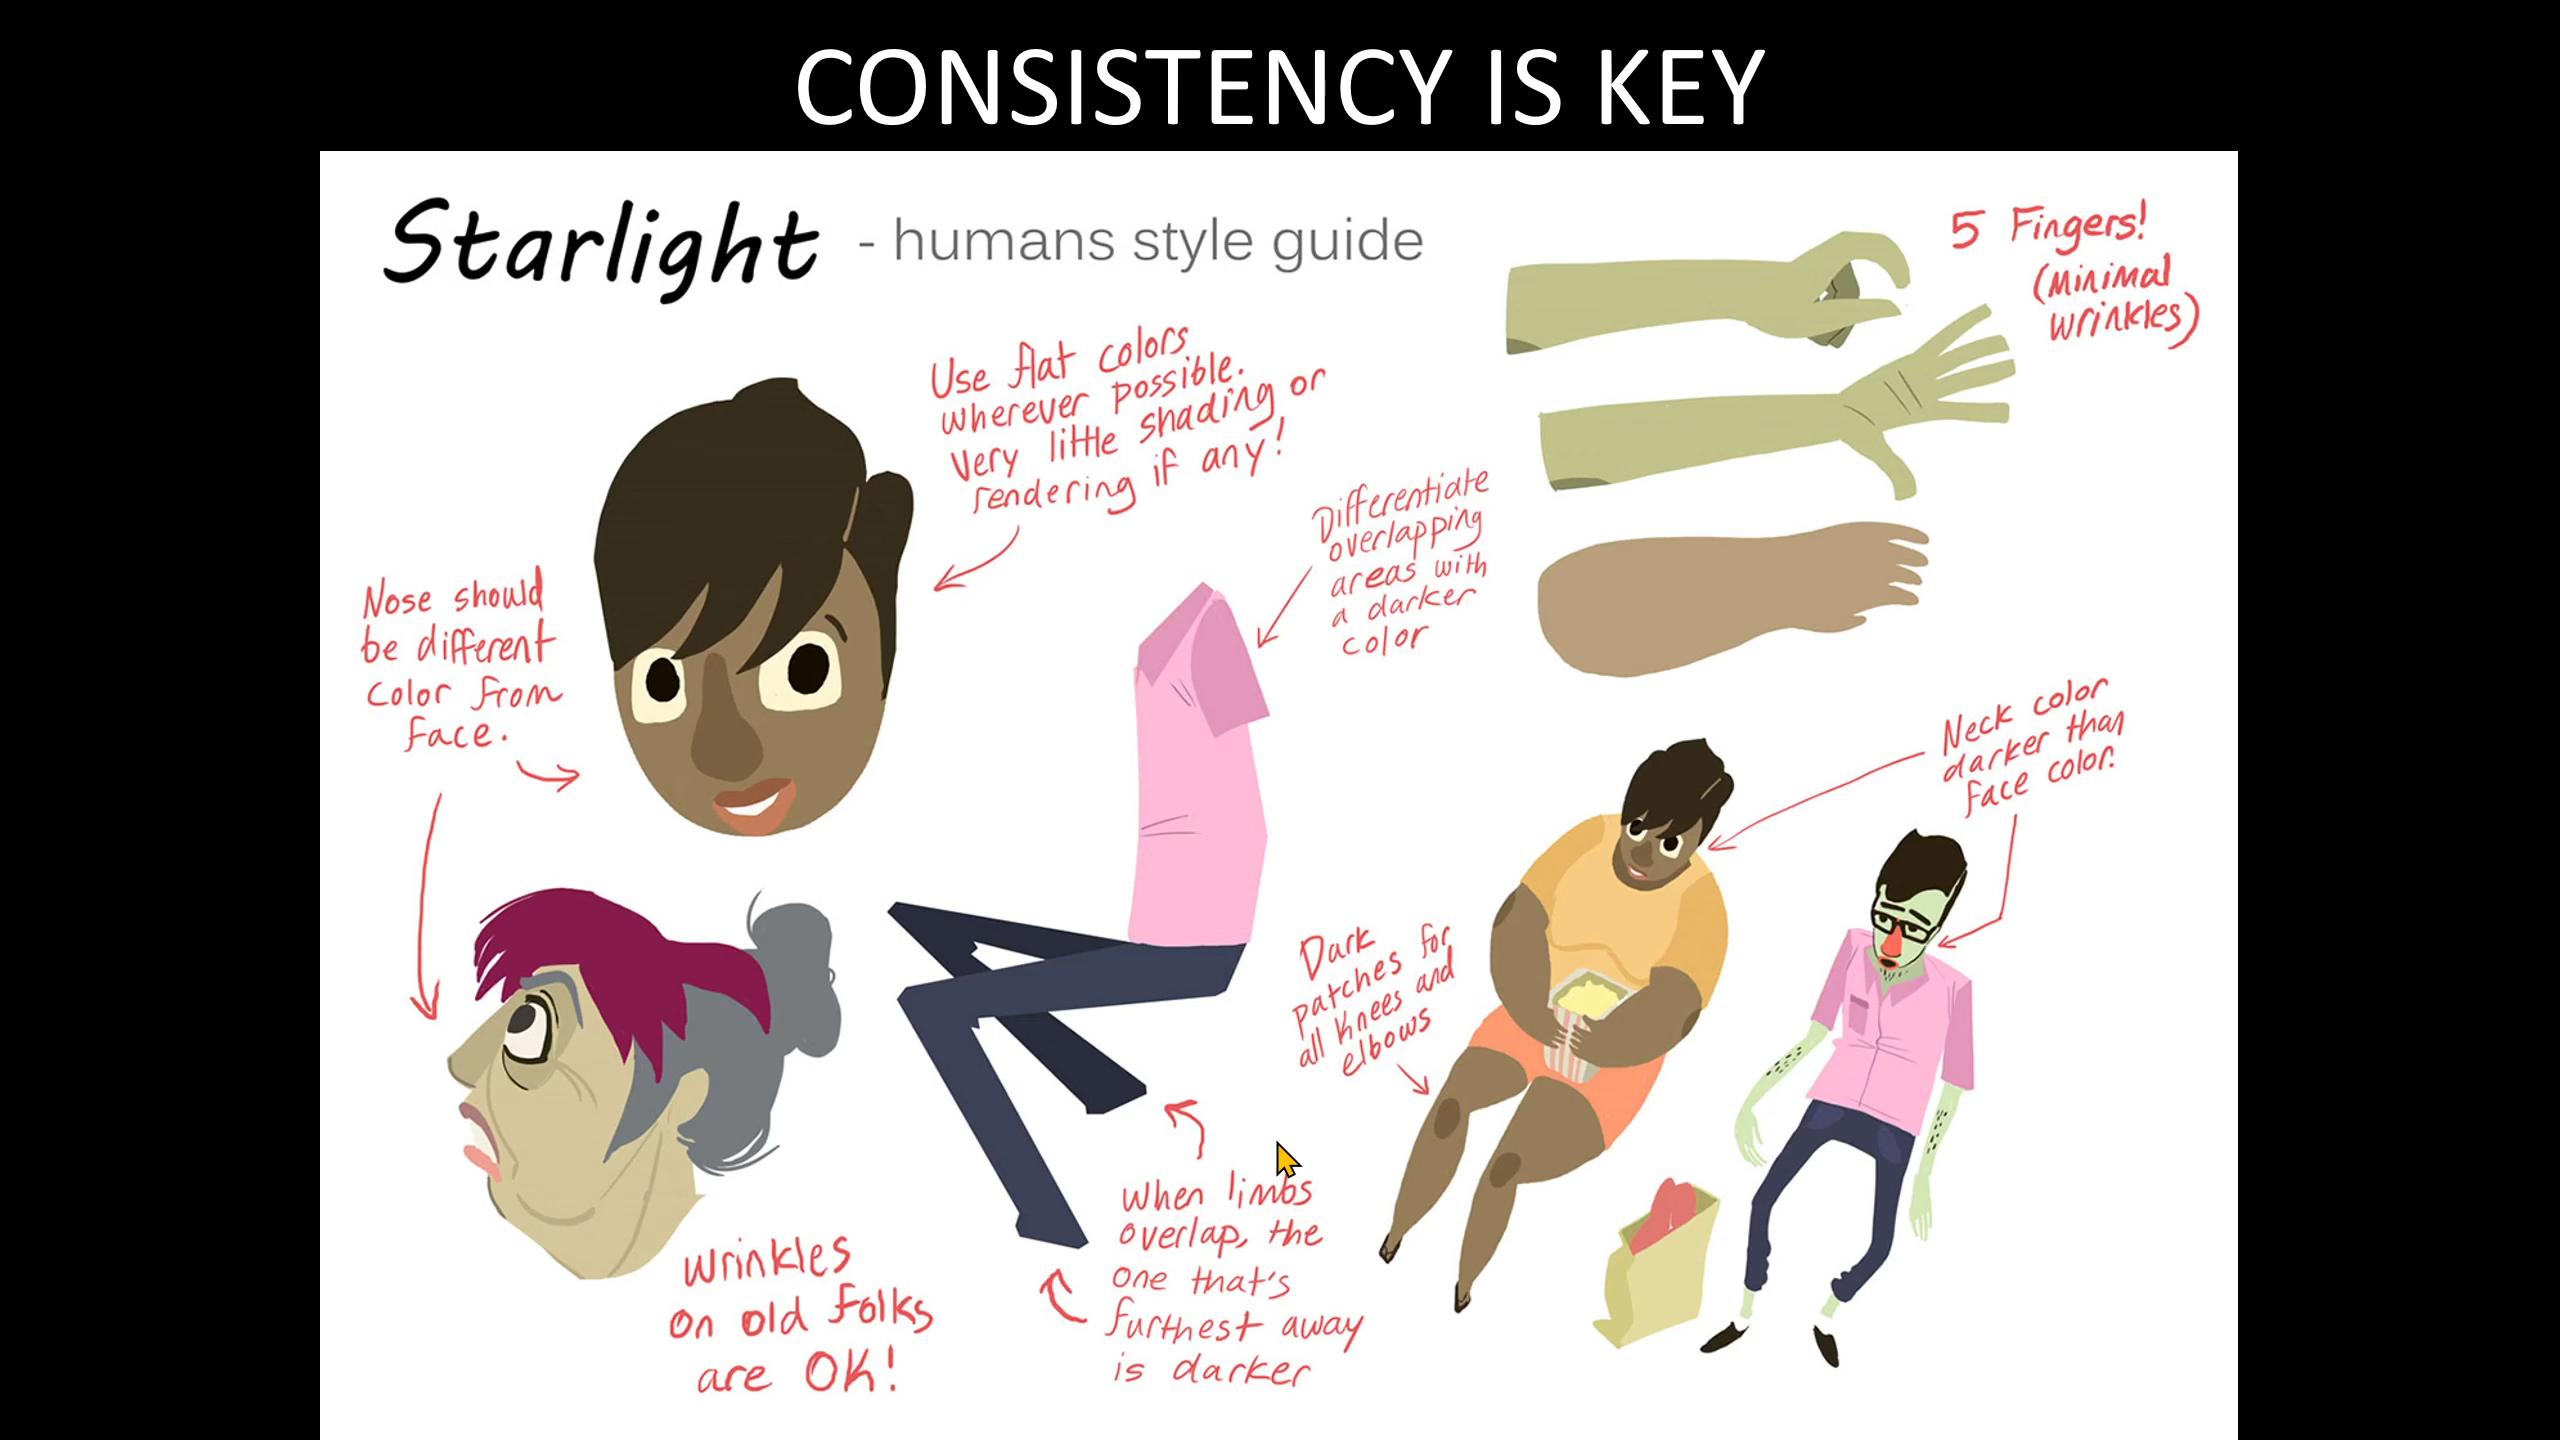 CONSISTENCY IS KEY
Starlight - humans style guide
5 Fingers!
(Minimal
wrinkles)
Use flat colors
wherever possible.
Very little shading or
rendering if any!
Differentiate
overlapping
areas with
a darker
color
Nose should
be different
color from
face.
Neck color
darker than
face color.
Dark
patches for
all knees and
elbows
When limbs
overlap, the
one that's
furthest away
is darker
Wrinkles
on old folks
are OK!